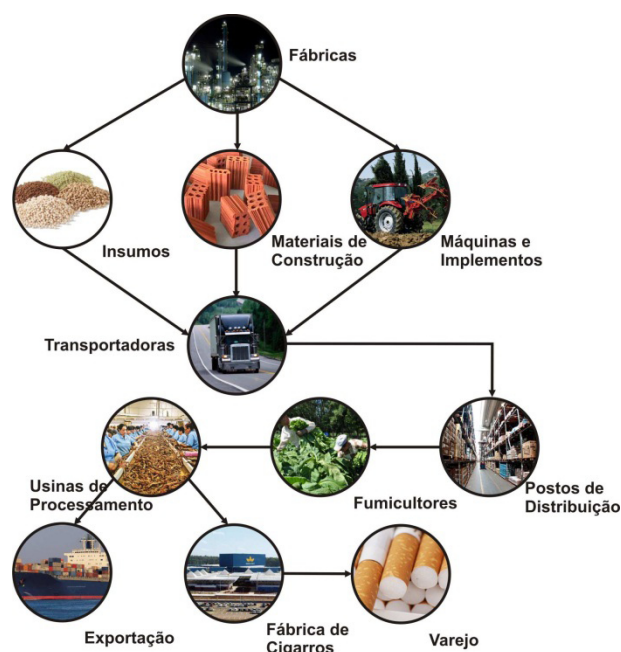 Fábricas
Insumos
Materiais de
Construção
Máquinas e
Implementos
Transportadoras
Usinas de
Processamento
Fumicultores
Postos de
Distribuição
Exportação
Fábrica de
Cigarros
Varejo